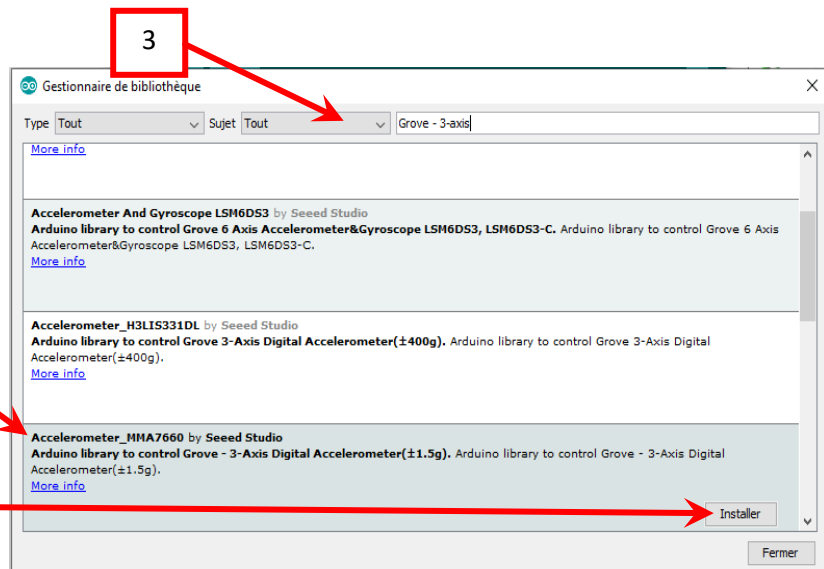 3
Gestionnaire de bibliothèque
Type Tout Sujet Tout Grove - 3-axis
More info
Accelerometer And Gyroscope LSM6DS3 by Seeed Studio
Arduino library to control Grove 6 Axis Accelerometer&Gyroscope LSM6DS3, LSM6DS3-C. Arduino library to control Grove 6 Axis
Accelerometer&Gyroscope LSM6DS3, LSM6DS3-C.
More info
Accelerometer_H3LIS331DL by Seeed Studio
Arduino library to control Grove 3-Axis Digital Accelerometer(±400g). Arduino library to control Grove 3-Axis Digital
Accelerometer(±400g).
More info
Accelerometer_MMA7660 by Seeed Studio
Arduino library to control Grove - 3-Axis Digital Accelerometer(±1.5g). Arduino library to control Grove - 3-Axis Digital
Accelerometer(±1.5g).
More info
Installer
Fermer